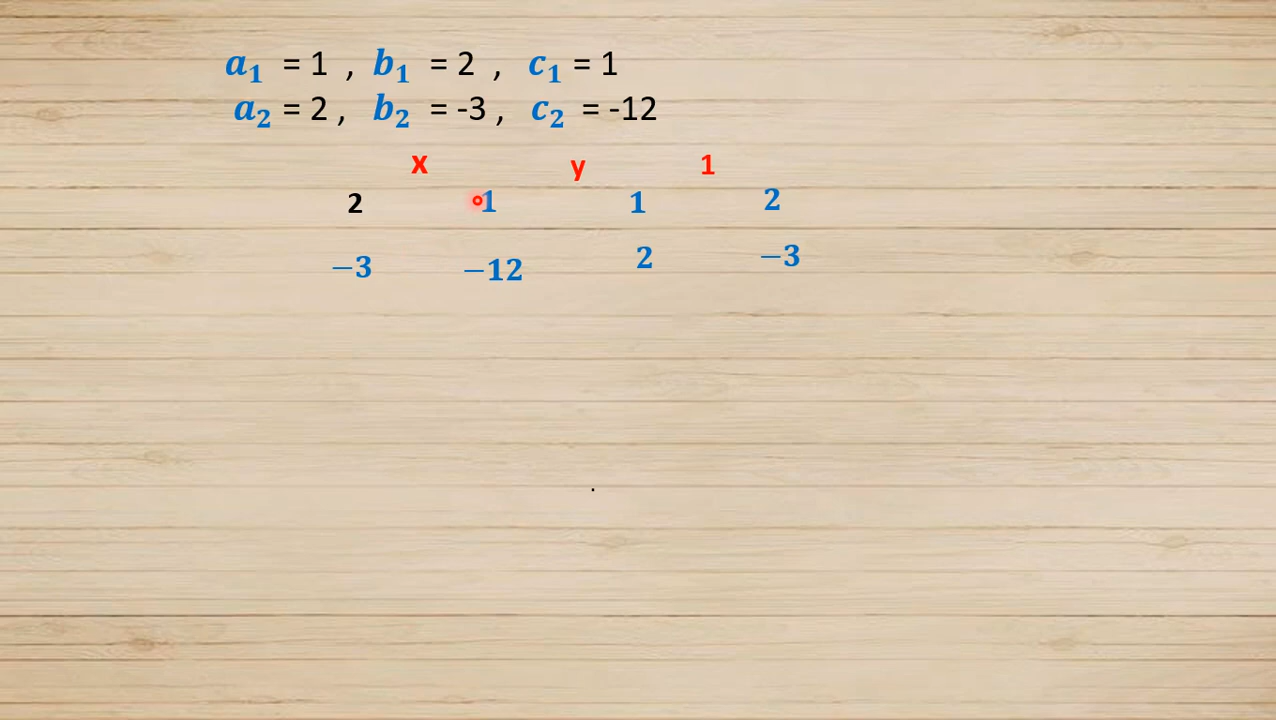 a₁ = 1 , b₁ = 2 , c₁ = 1
a₂ = 2 , b₂ = -3 , c₂ = -12
x y 1
2 1 1 2
−3 −12 2 −3
.